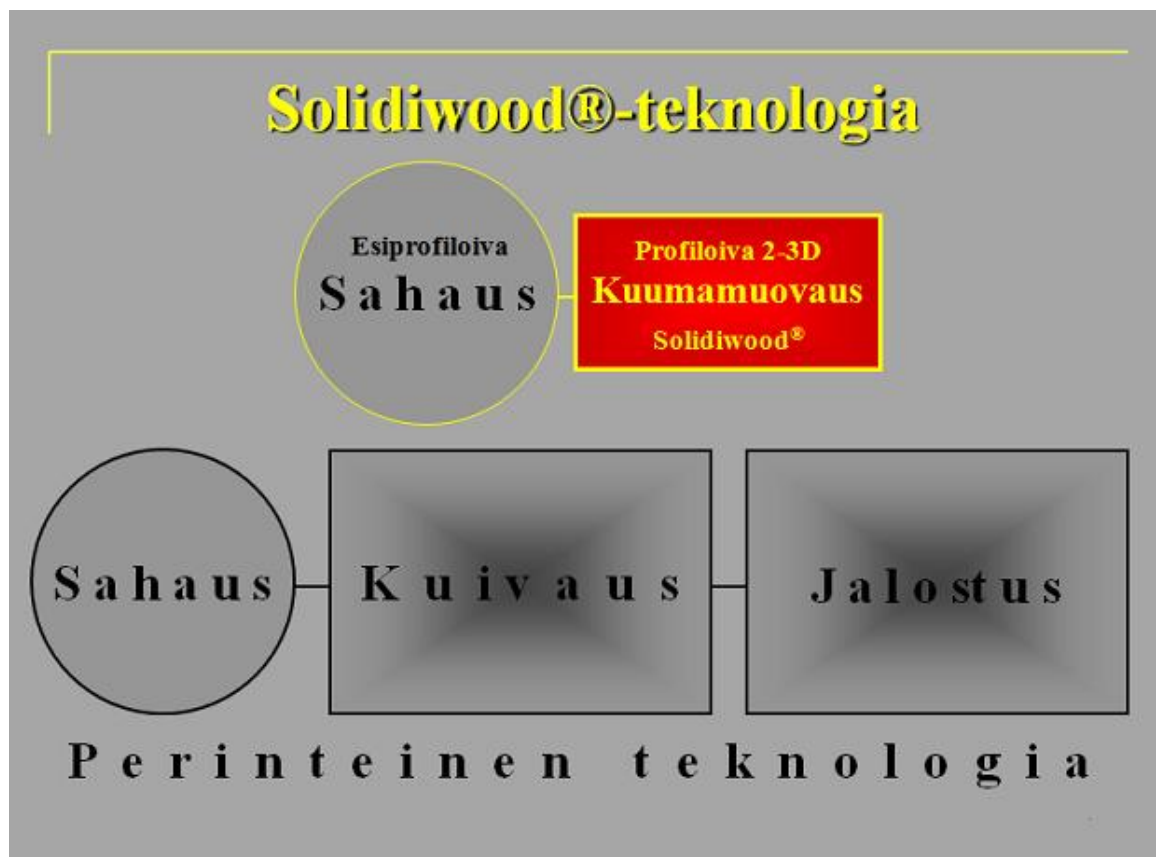 Solidiwood®-teknologia
Esiprofiloiva
Sahaus
Profiloiva 2-3D
Kuumamuovaus
Solidiwood®
Sahaus
Kuivaus
Jalostus
Perinteinen teknologia